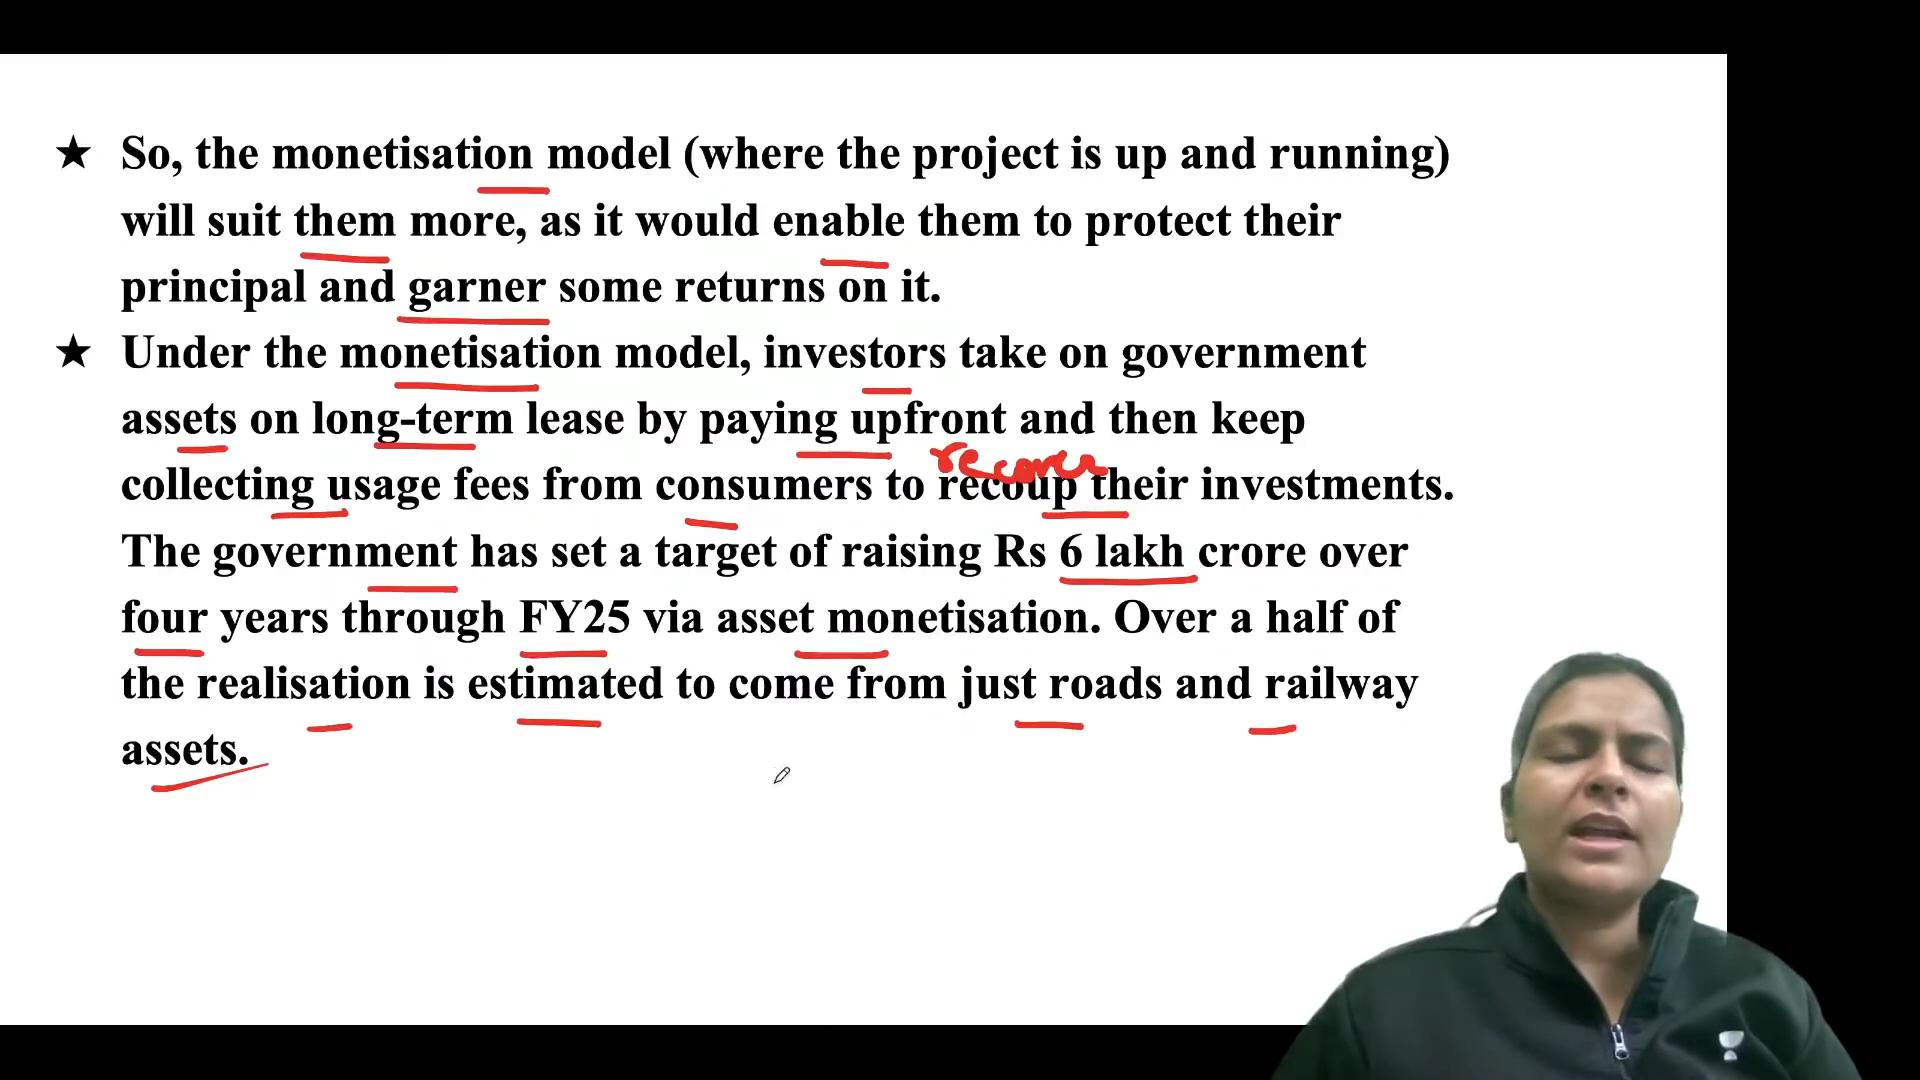 ★ So, the monetisation model (where the project is up and running)
will suit them more, as it would enable them to protect their
principal and garner some returns on it.
★ Under the monetisation model, investors take on government
assets on long-term lease by paying upfront and then keep
recover
collecting usage fees from consumers to recoup their investments.
The government has set a target of raising Rs 6 lakh crore over
four years through FY25 via asset monetisation. Over a half of
the realisation is estimated to come from just roads and railway
assets.